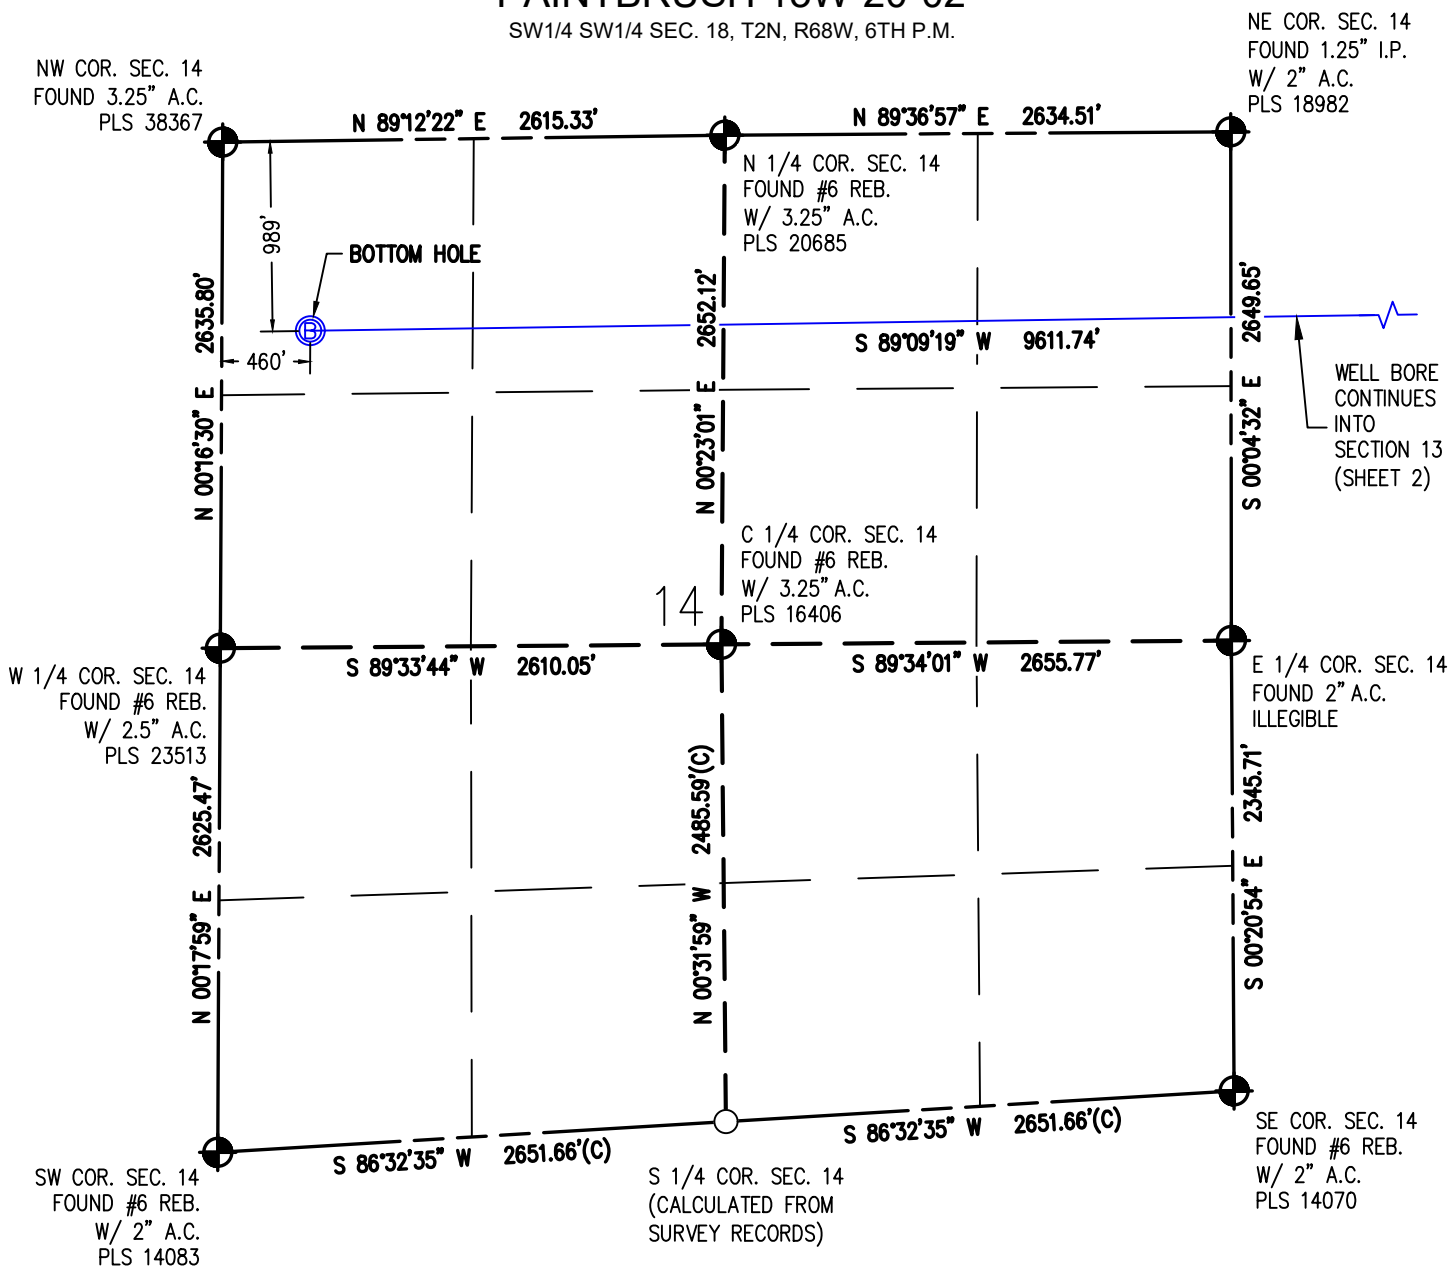 SW1/4 SW1/4 SEC. 18, T2N, R68W, 6TH P.M.
NW COR. SEC. 14
FOUND 3.25" A.C.
PLS 38367
NE COR. SEC. 14
FOUND 1.25" I.P.
W/ 2" A.C.
PLS 18982
N 89°12'22" E 2615.33'
N 89°36'57" E 2634.51'
N 1/4 COR. SEC. 14
FOUND #6 REB.
W/ 3.25" A.C.
PLS 20685
989'
BOTTOM HOLE
B
460'
N 00°16'30" E 2635.80'
N 00°23'01" E 2652.12'
S 00°04'32" E 2649.65'
S 89°09'19" W 9611.74'
WELL BORE
CONTINUES
INTO
SECTION 13
(SHEET 2)
C 1/4 COR. SEC. 14
FOUND #6 REB.
W/ 3.25" A.C.
PLS 16406
14
S 89°33'44" W 2610.05'
S 89°34'01" W 2655.77'
W 1/4 COR. SEC. 14
FOUND #6 REB.
W/ 2.5" A.C.
PLS 23513
E 1/4 COR. SEC. 14
FOUND 2" A.C.
ILLEGIBLE
N 00°17'59" E 2625.47'
N 00°31'59" W 2485.59'(C)
S 00°20'54" E 2345.71'
S 86°32'35" W 2651.66'(C)
S 86°32'35" W 2651.66'(C)
SW COR. SEC. 14
FOUND #6 REB.
W/ 2" A.C.
PLS 14083
S 1/4 COR. SEC. 14
(CALCULATED FROM
SURVEY RECORDS)
SE COR. SEC. 14
FOUND #6 REB.
W/ 2" A.C.
PLS 14070